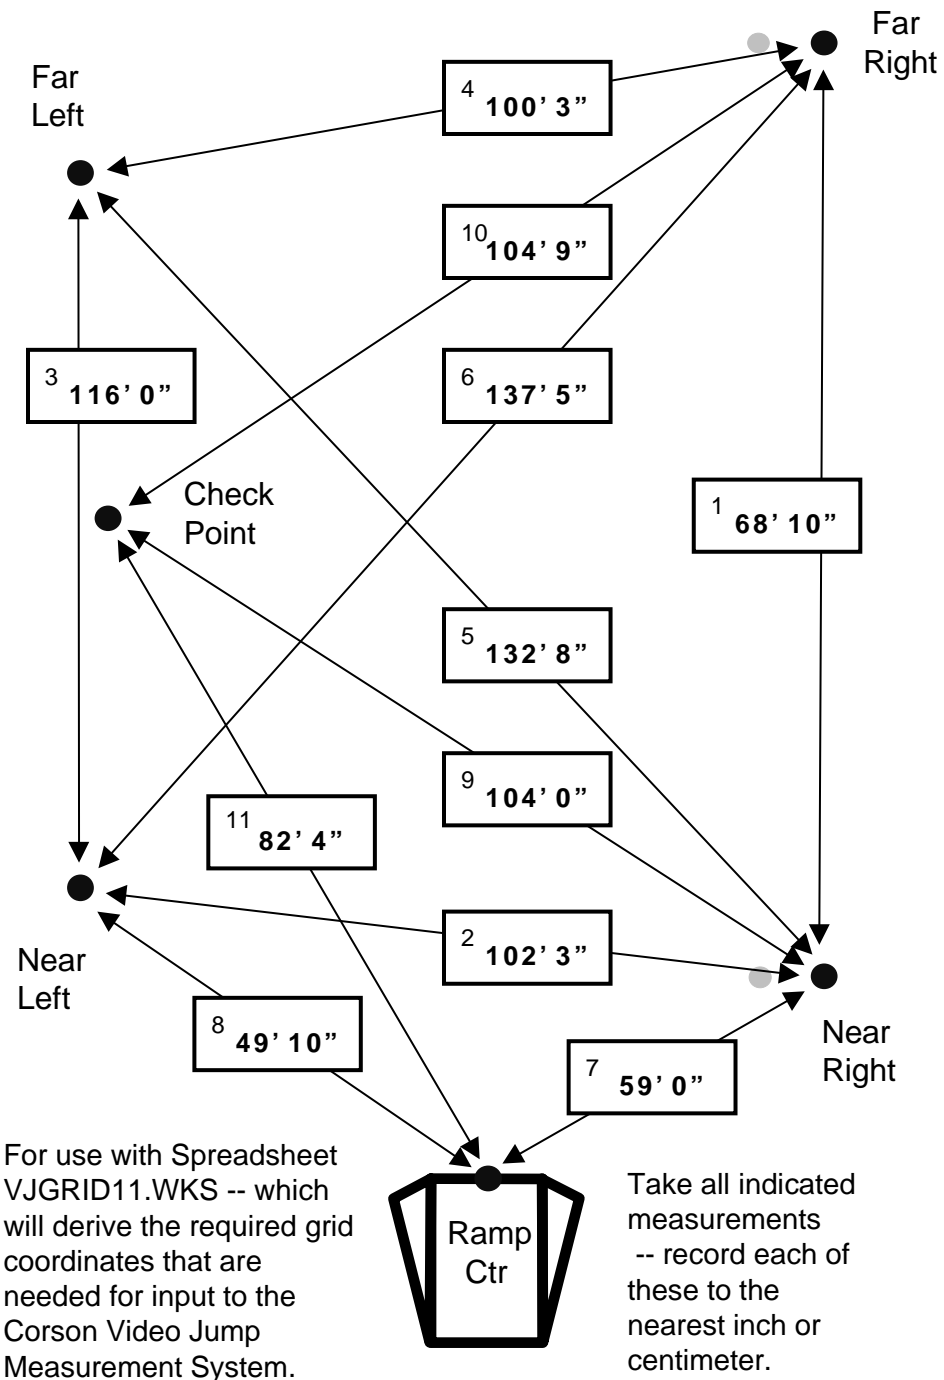 Far
Right
Far
Left
4 100’ 3”
10 104’ 9”
3 116’ 0”
6 137’ 5”
Check
Point
1 68’ 10”
5 132’ 8”
9 104’ 0”
11 82’ 4”
2 102’ 3”
Near
Left
8 49’ 10”
Near
Right
7 59’ 0”
Ramp
Ctr
For use with Spreadsheet
VJGRID11.WKS -- which
will derive the required grid
coordinates that are
needed for input to the
Corson Video Jump
Measurement System.
Take all indicated
measurements
-- record each of
these to the
nearest inch or
centimeter.